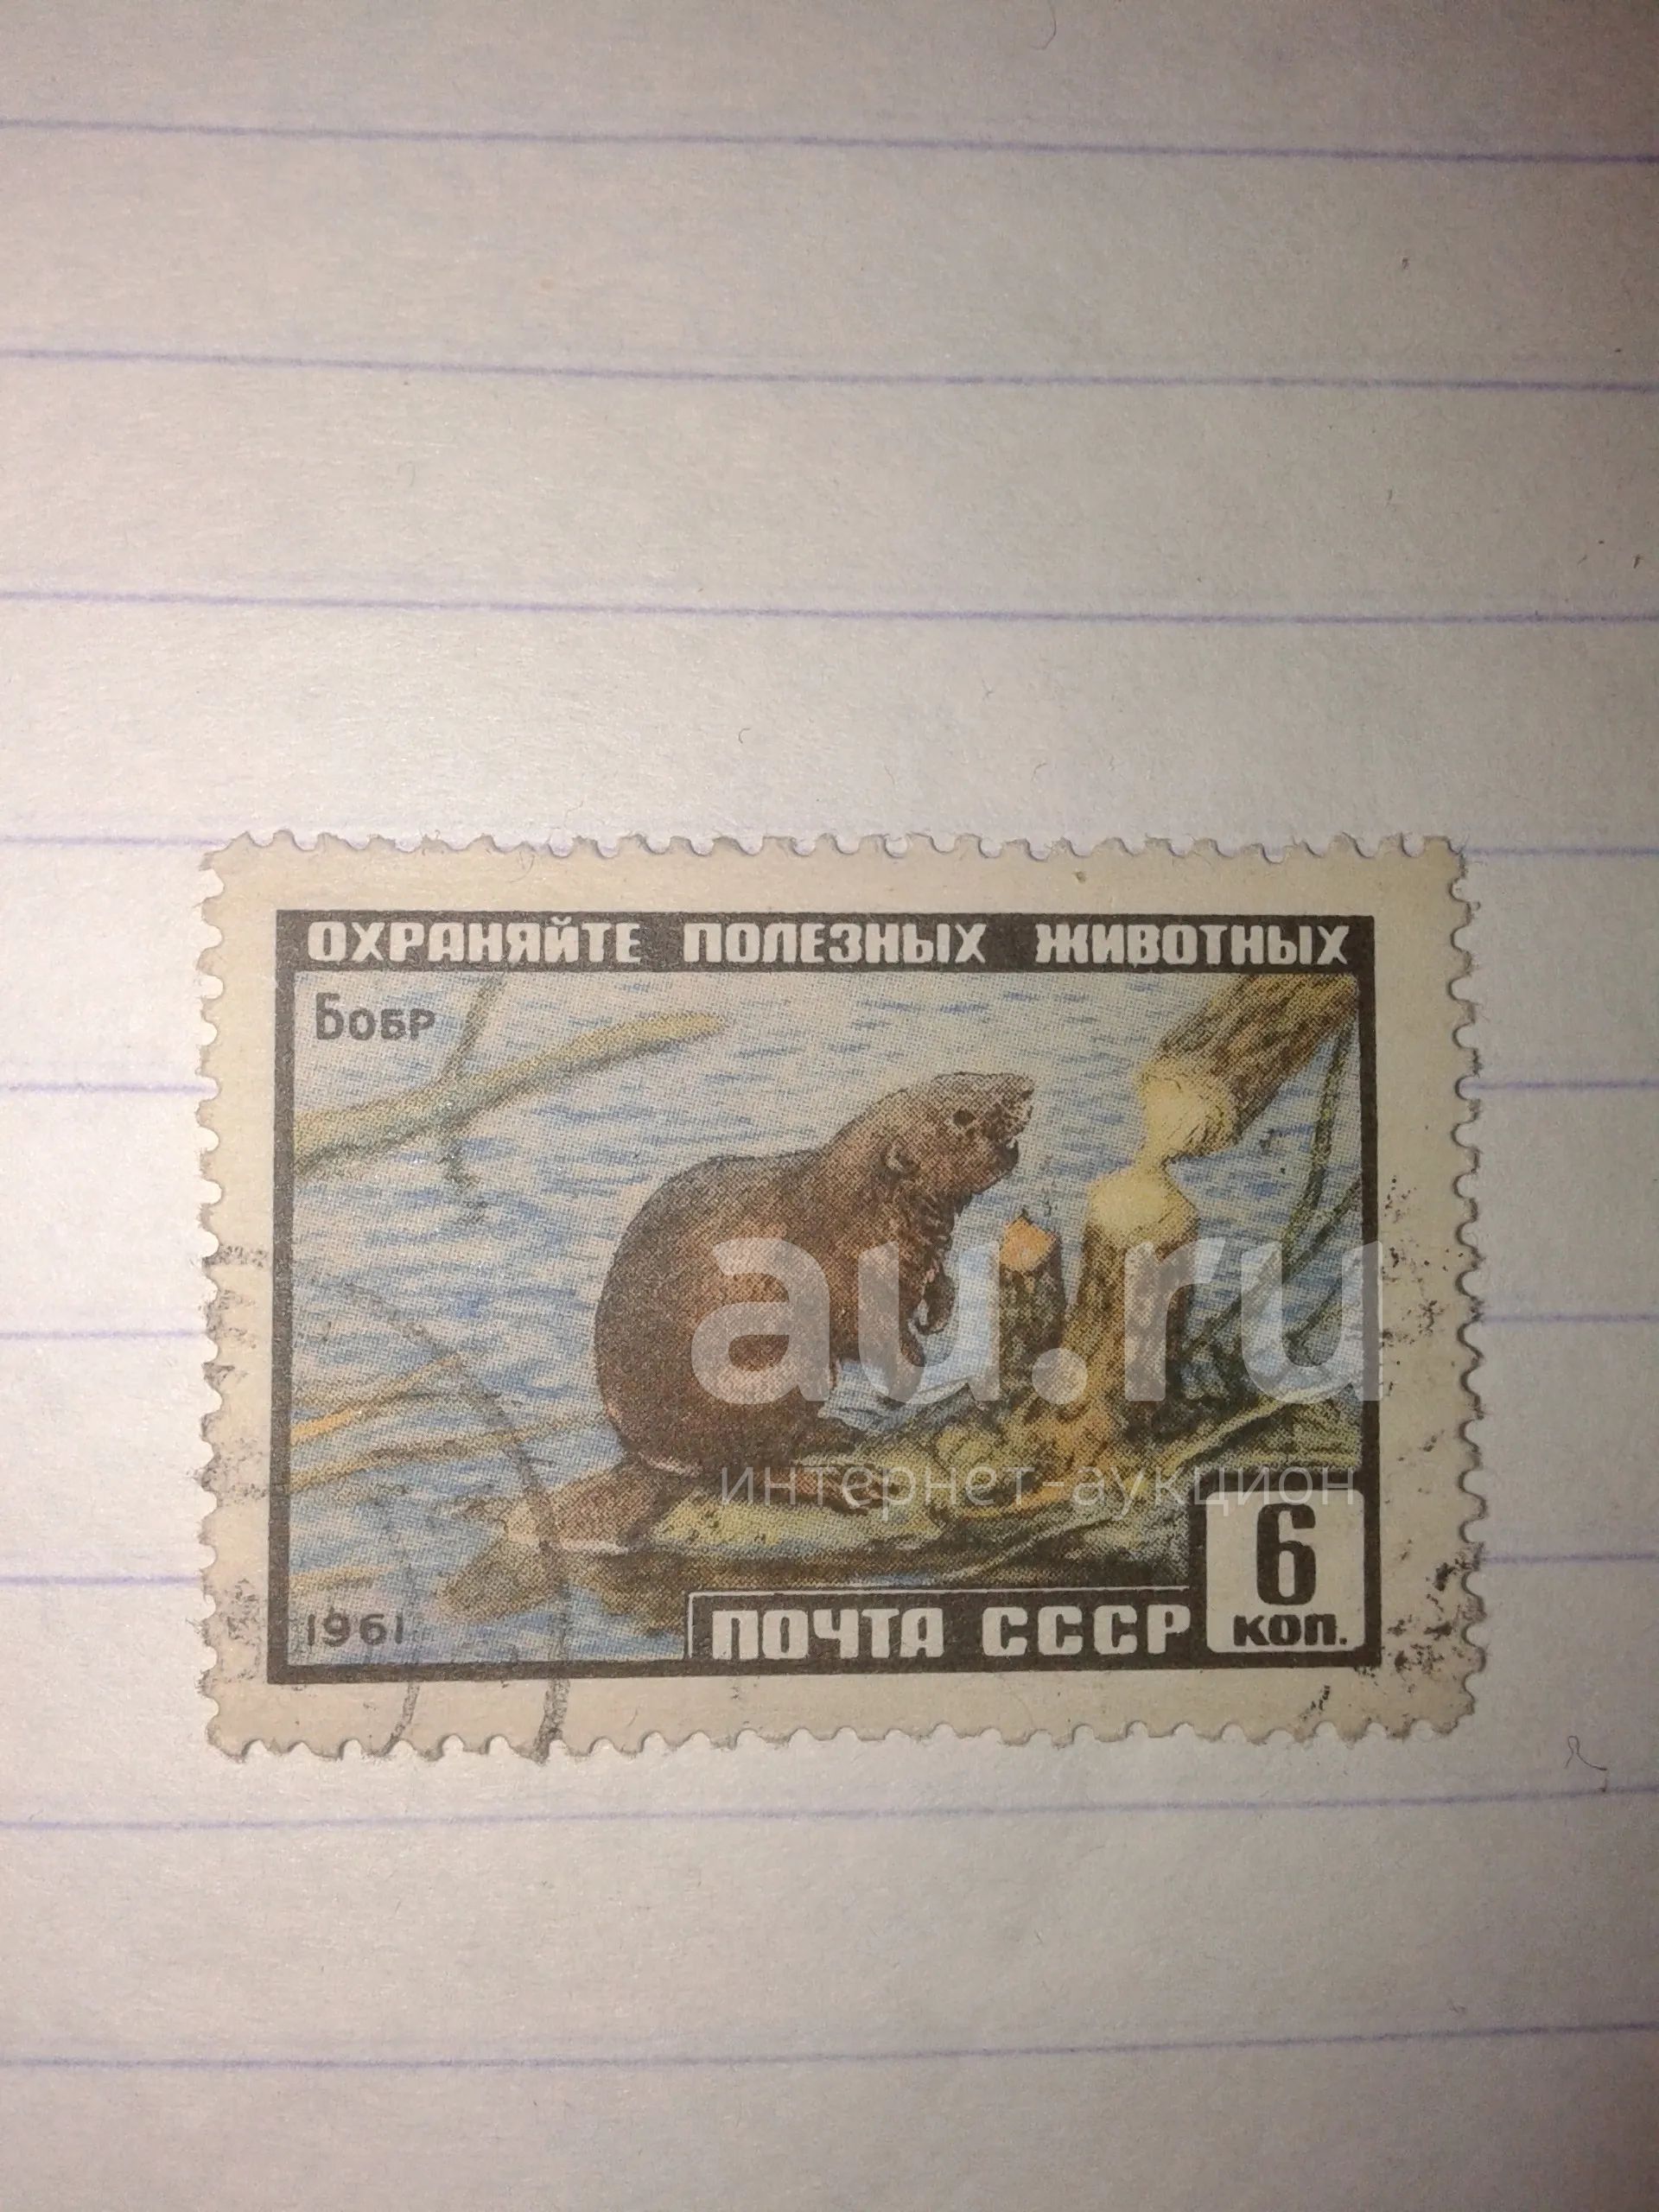 ОХРАНЯЙТЕ ПОЛЕЗНЫХ ЖИВОТНЫХ
БОБР
au.ru
интернет-аукцион
6
КОП.
1961
ПОЧТА СССР